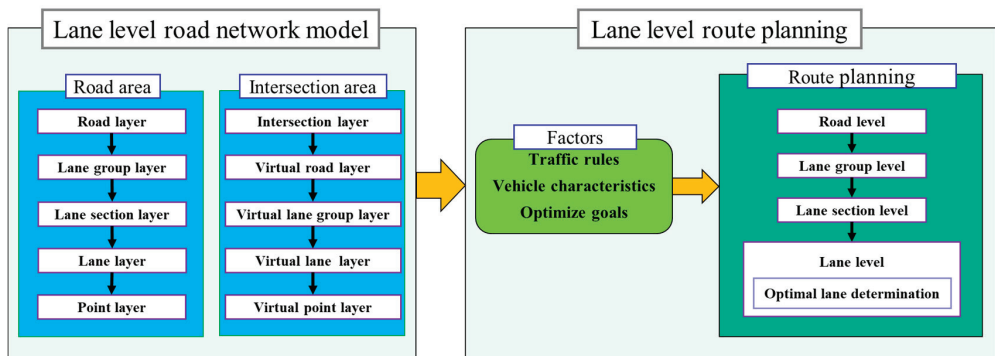 Lane level road network model
Road area
Road layer
Lane group layer
Lane section layer
Lane layer
Point layer
Intersection area
Intersection layer
Virtual road layer
Virtual lane group layer
Virtual lane layer
Virtual point layer
Lane level route planning
Factors
Traffic rules
Vehicle characteristics
Optimize goals
Route planning
Road level
Lane group level
Lane section level
Lane level
Optimal lane determination